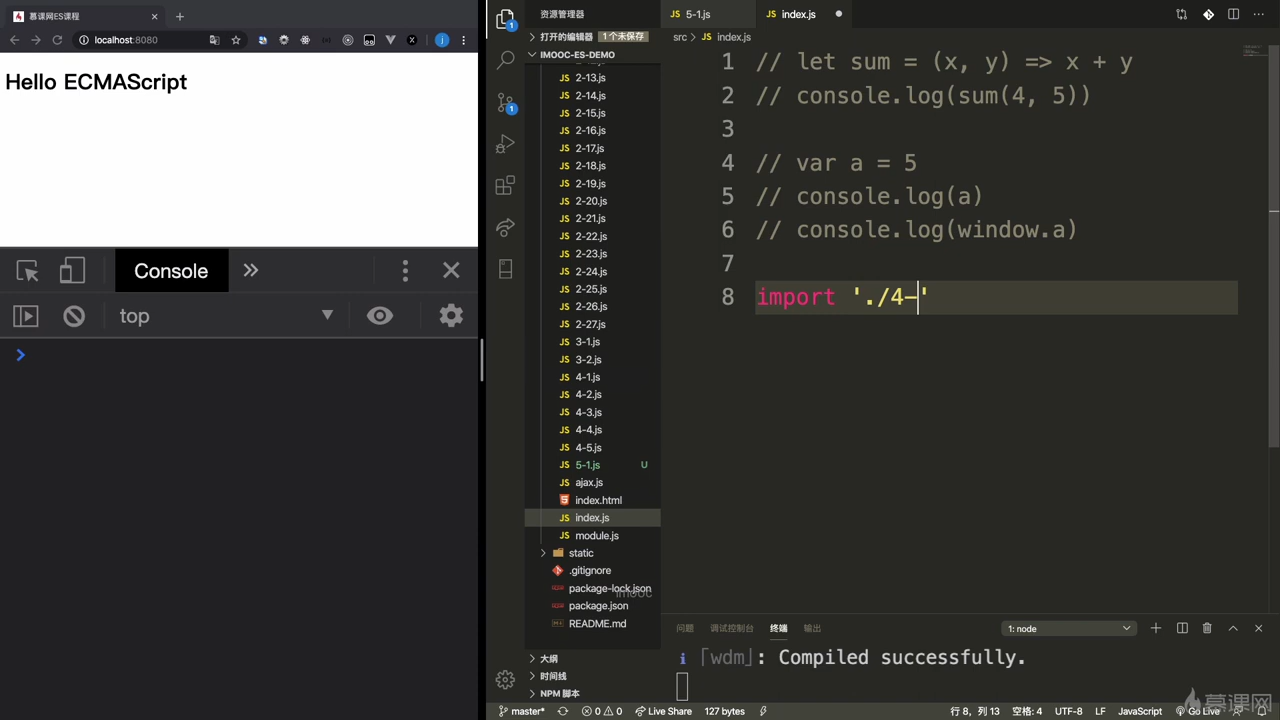 慕课网ES课程
localhost:8080
Hello ECMAScript
Console
top
资源管理器
打开的编辑器
1 个未保存
IMOOC-ES-DEMO
2-13.js
2-14.js
2-15.js
2-16.js
2-17.js
2-18.js
2-19.js
2-20.js
2-21.js
2-22.js
2-23.js
2-24.js
2-25.js
2-26.js
2-27.js
3-1.js
3-2.js
4-1.js
4-2.js
4-3.js
4-4.js
4-5.js
5-1.js U
ajax.js
index.html
index.js
module.js
static
.gitignore
package-lock.json
package.json
README.md
imooc
大纲
时间线
NPM 脚本
5-1.js
index.js
src > index.js
1 // let sum = (x, y) => x + y
2 // console.log(sum(4, 5))
3
4 // var a = 5
5 // console.log(a)
6 // console.log(window.a)
7
8 import './4-'
问题 调试控制台 终端 输出
1: node
i ｢wdm｣: Compiled successfully.
master* 0 0 Live Share 127 bytes
行 8, 列 13 空格: 4 UTF-8 LF JavaScript Go Live
慕课网